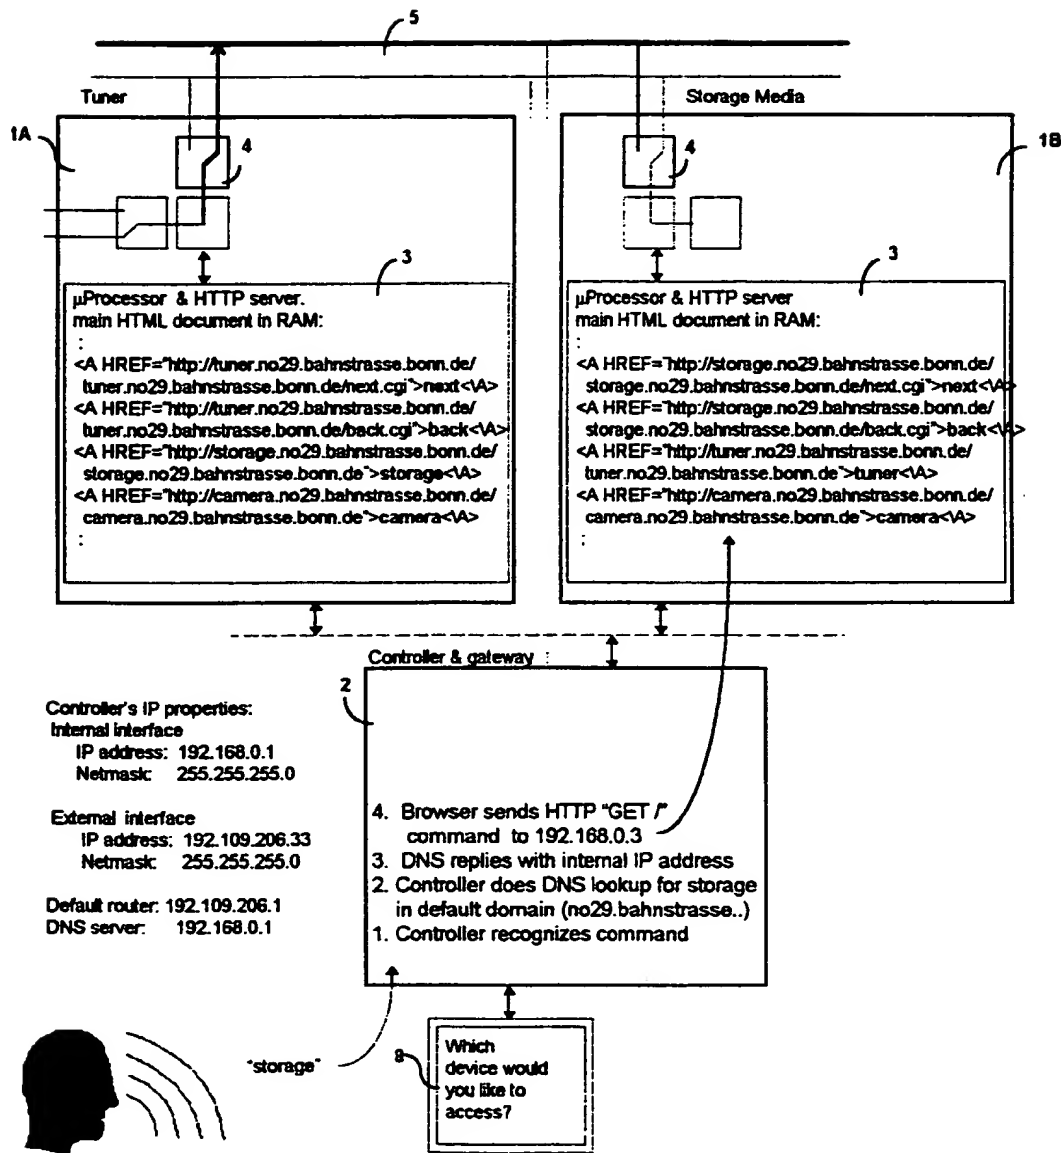 5
Tuner
Storage Media
1A
4
4
1B
3
3
µProcessor & HTTP server.
main HTML document in RAM:
:
<A HREF="http://tuner.no29.bahnstrasse.bonn.de/
tuner.no29.bahnstrasse.bonn.de/next.cgi">next<\A>
<A HREF="http://tuner.no29.bahnstrasse.bonn.de/
tuner.no29.bahnstrasse.bonn.de/back.cgi">back<\A>
<A HREF="http://storage.no29.bahnstrasse.bonn.de/
storage.no29.bahnstrasse.bonn.de">storage<\A>
<A HREF="http://camera.no29.bahnstrasse.bonn.de/
camera.no29.bahnstrasse.bonn.de">camera<\A>
:
µProcessor & HTTP server
main HTML document in RAM:
:
<A HREF="http://storage.no29.bahnstrasse.bonn.de/
storage.no29.bahnstrasse.bonn.de/next.cgi">next<\A>
<A HREF="http://storage.no29.bahnstrasse.bonn.de/
storage.no29.bahnstrasse.bonn.de/back.cgi">back<\A>
<A HREF="http://tuner.no29.bahnstrasse.bonn.de/
tuner.no29.bahnstrasse.bonn.de">tuner<\A>
<A HREF="http://camera.no29.bahnstrasse.bonn.de/
camera.no29.bahnstrasse.bonn.de">camera<\A>
:
Controller & gateway
2
Controller's IP properties:
Internal interface
IP address: 192.168.0.1
Netmask: 255.255.255.0
External interface
IP address: 192.109.206.33
Netmask: 255.255.255.0
Default router: 192.109.206.1
DNS server: 192.168.0.1
4. Browser sends HTTP "GET /"
command to 192.168.0.3
3. DNS replies with internal IP address
2. Controller does DNS lookup for storage
in default domain (no29.bahnstrasse..)
1. Controller recognizes command
"storage"
8
Which
device would
you like to
access?